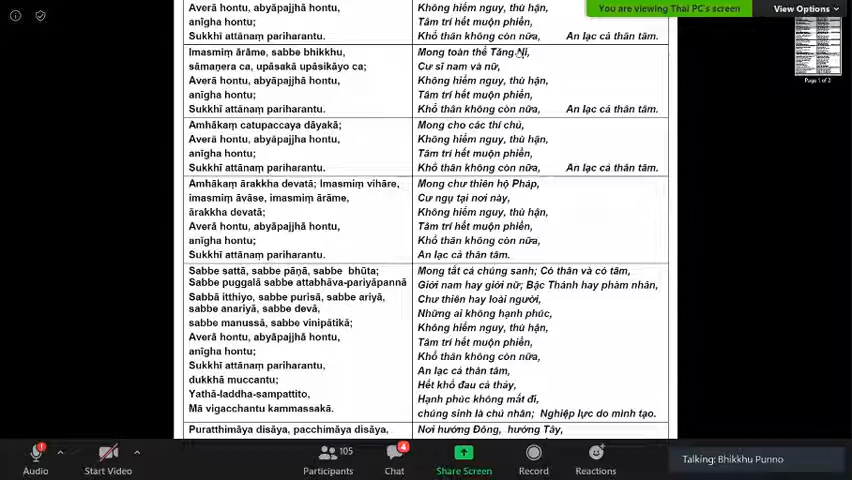 You are viewing Thai PC's screen
View Options
Averā hontu, abyāpajjhā hontu,
anīgha hontu;
Sukkhī attānaṃ pariharantu.
Không hiểm nguy, thù hận,
Tâm trí hết muộn phiền,
Khổ thân không còn nữa, An lạc cả thân tâm.
Imasmiṃ ārāme, sabbe bhikkhu,
sāmaṇera ca, upāsakā upāsikāyo ca;
Averā hontu, abyāpajjhā hontu,
anīgha hontu;
Sukkhī attānaṃ pariharantu.
Mong toàn thể Tăng Ni,
Cư sĩ nam và nữ,
Không hiểm nguy, thù hận,
Tâm trí hết muộn phiền,
Khổ thân không còn nữa, An lạc cả thân tâm.
Amhākaṃ catupaccaya dāyakā;
Averā hontu, abyāpajjha hontu,
anīgha hontu;
Sukkhī attānaṃ pariharantu.
Mong cho các thí chủ,
Không hiểm nguy, thù hận,
Tâm trí hết muộn phiền,
Khổ thân không còn nữa, An lạc cả thân tâm.
Amhākaṃ ārakkha devatā; Imasmiṃ vihāre,
imasmiṃ āvāse, imasmiṃ ārāme,
ārakkha devatā;
Averā hontu, abyāpajjhā hontu,
anīgha hontu;
Sukkhī attānaṃ pariharantu.
Mong chư thiên hộ Pháp,
Cư ngụ tại nơi này,
Không hiểm nguy, thù hận,
Tâm trí hết muộn phiền,
Khổ thân không còn nữa,
An lạc cả thân tâm.
Sabbe sattā, sabbe pāṇā, sabbe bhūta;
Sabbe puggalā sabbe attabhāva-pariyāpannā
Sabbā itthiyo, sabbe purisā, sabbe ariyā,
sabbe anariyā, sabbe devā,
sabbe manussā, sabbe vinipātikā;
Averā hontu, abyāpajjhā hontu,
anīgha hontu;
Sukkhī attānaṃ pariharantu,
dukkhā muccantu;
Yathā-laddha-sampattito,
Mā vigacchantu kammassakā.
Mong tất cả chúng sanh; Có thân và có tâm,
Giới nam hay giới nữ; Bậc Thánh hay phàm nhân,
Chư thiên hay loài người,
Những ai không hạnh phúc,
Không hiểm nguy, thù hận,
Tâm trí hết muộn phiền,
Khổ thân không còn nữa,
An lạc cả thân tâm,
Hết khổ đau cả thảy,
Hạnh phúc không mất đi,
chúng sinh là chủ nhân; Nghiệp lực do mình tạo.
Puratthimāya disāya, pacchimāya disāya,
Nơi hướng Đông, hướng Tây,
Page 1 of 2
Audio
Start Video
105
Participants
4
Chat
Share Screen
Record
Reactions
Talking: Bhikkhu Punno